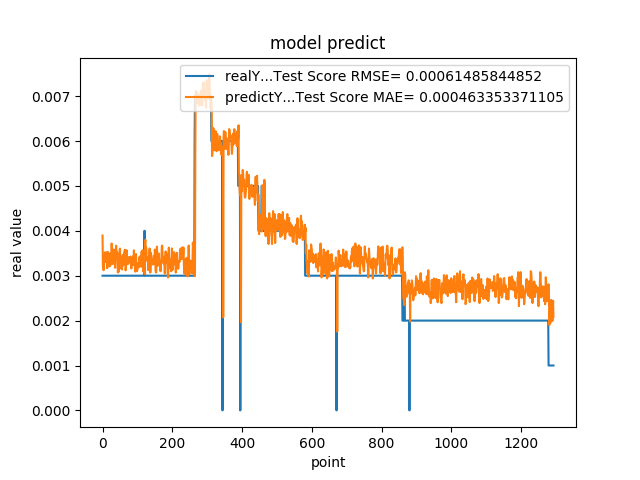 model predict
realY...Test Score RMSE= 0.00061485844852
predictY...Test Score MAE= 0.000463353371105
real value
0.007
0.006
0.005
0.004
0.003
0.002
0.001
0.000
0 200 400 600 800 1000 1200
point